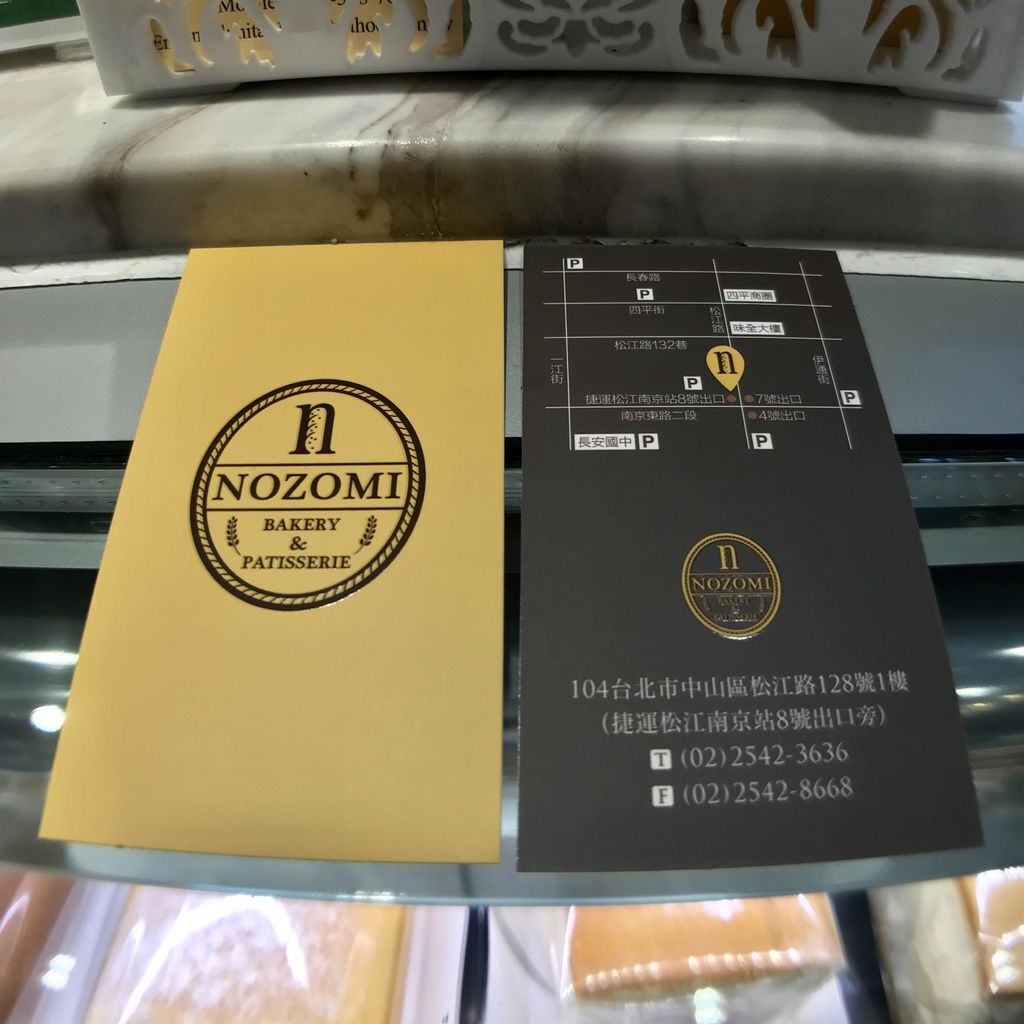 n
NOZOMI
BAKERY
&
PATISSERIE
P
長春路
P
四平商圈
四平街
松江路
味全大樓
松江路132巷
n
一江街
伊通街
P
P
捷運松江南京站8號出口
7號出口
南京東路二段
4號出口
長安國中 P
P
n
NOZOMI
BAKERY
&
PATISSERIE
104台北市中山區松江路128號1樓
(捷運松江南京站8號出口旁)
T (02)2542-3636
F (02)2542-8668